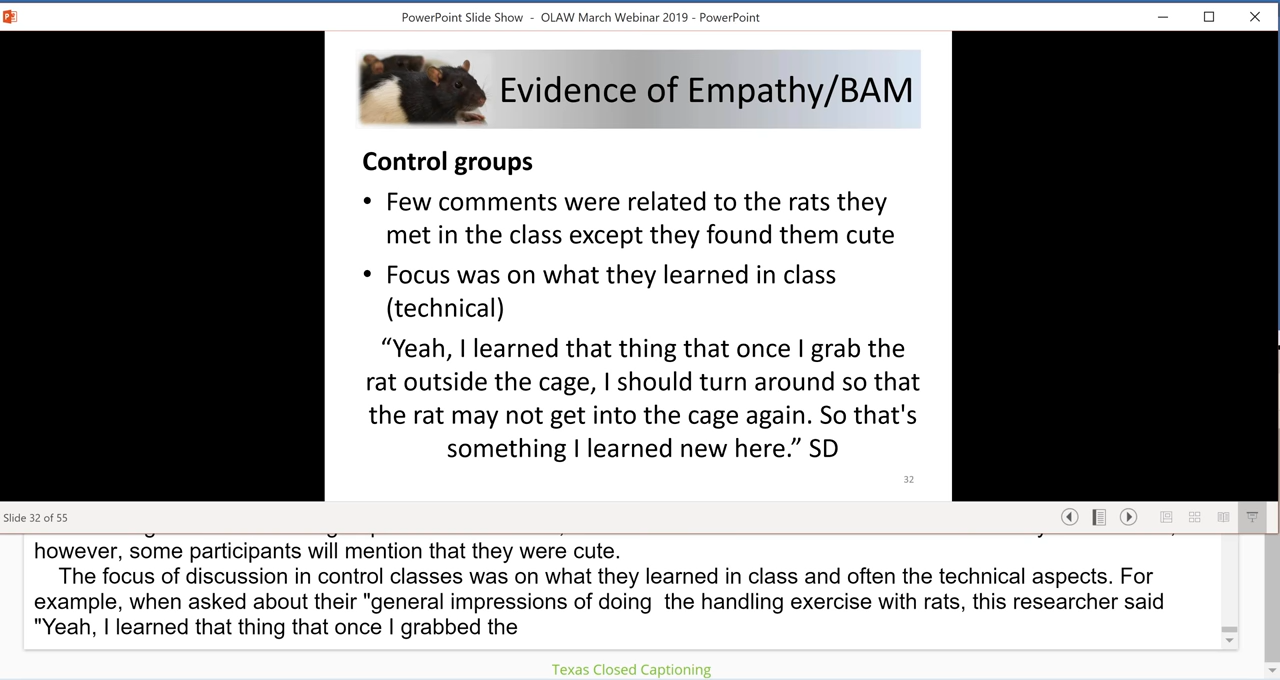 PowerPoint Slide Show - OLAW March Webinar 2019 - PowerPoint
Evidence of Empathy/BAM
Control groups
• Few comments were related to the rats they
met in the class except they found them cute
• Focus was on what they learned in class
(technical)
“Yeah, I learned that thing that once I grab the
rat outside the cage, I should turn around so that
the rat may not get into the cage again. So that's
something I learned new here.” SD
32
Slide 32 of 55
however, some participants will mention that they were cute.
The focus of discussion in control classes was on what they learned in class and often the technical aspects. For
example, when asked about their "general impressions of doing the handling exercise with rats, this researcher said
"Yeah, I learned that thing that once I grabbed the
Texas Closed Captioning